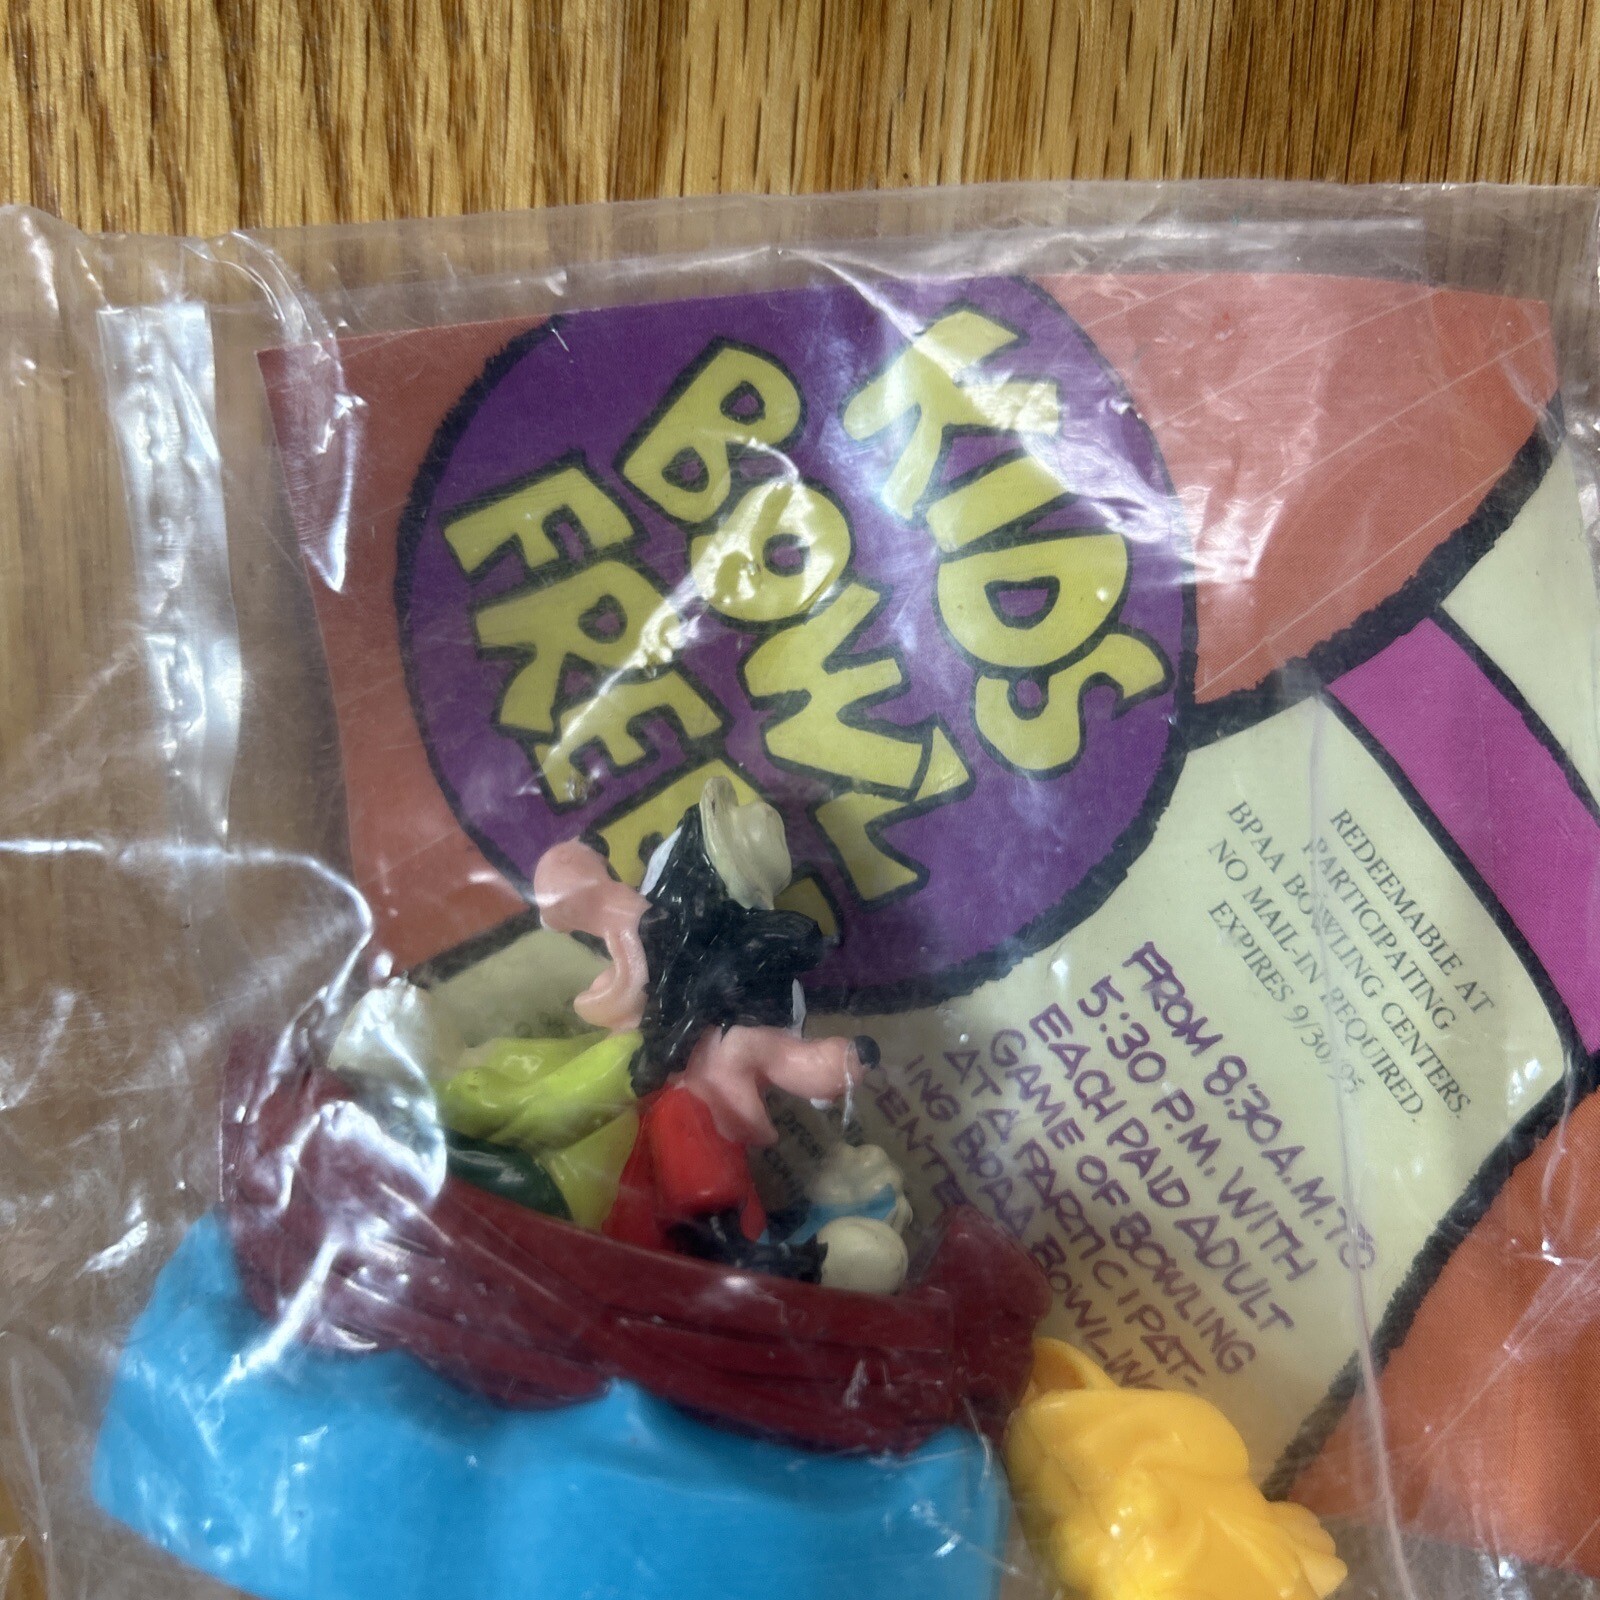 KIDS
BOWL
FREE
REDEEMABLE AT
PARTICIPATING
BPAA BOWLING CENTERS.
NO MAIL-IN REQUIRED.
EXPIRES 9/30/95
FROM 8:30 A.M. TO
5:30 P.M. WITH
EACH PAID ADULT
GAME OF BOWLING
AT A PARTICIPAT-
ING BPAA BOWLING